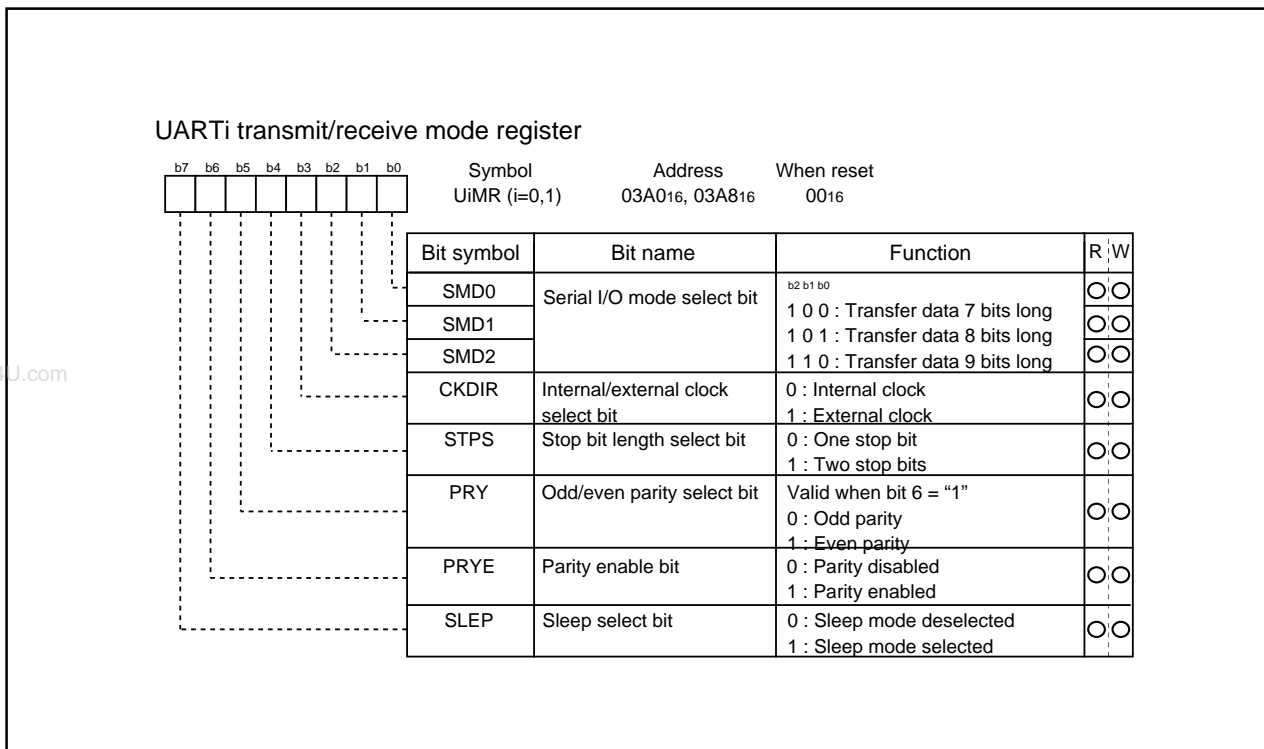 UARTi transmit/receive mode register
b7 b6 b5 b4 b3 b2 b1 b0
Symbol Address When reset
UiMR (i=0,1) 03A016, 03A816 0016
Bit symbol Bit name Function R W
SMD0 Serial I/O mode select bit b2 b1 b0
1 0 0 : Transfer data 7 bits long
SMD1
1 0 1 : Transfer data 8 bits long
SMD2
1 1 0 : Transfer data 9 bits long
CKDIR Internal/external clock 0 : Internal clock
select bit 1 : External clock
STPS Stop bit length select bit 0 : One stop bit
1 : Two stop bits
PRY Odd/even parity select bit Valid when bit 6 = “1”
0 : Odd parity
1 : Even parity
PRYE Parity enable bit 0 : Parity disabled
1 : Parity enabled
SLEP Sleep select bit 0 : Sleep mode deselected
1 : Sleep mode selected
U.com